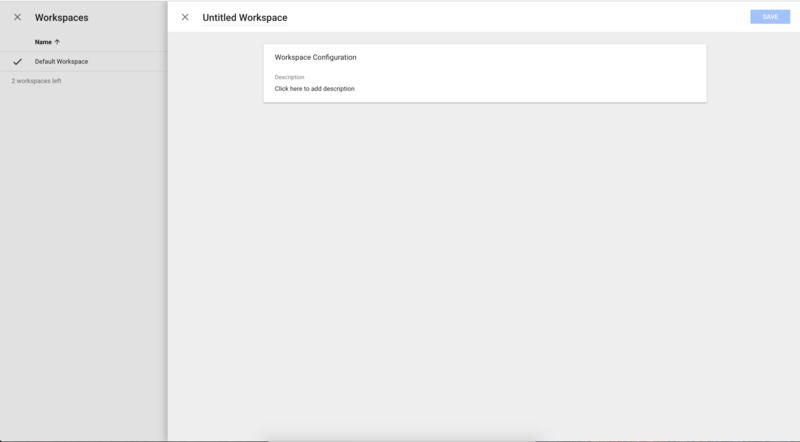 Workspaces
Name
Default Workspace
2 workspaces left
Untitled Workspace
SAVE
Workspace Configuration
Description
Click here to add description